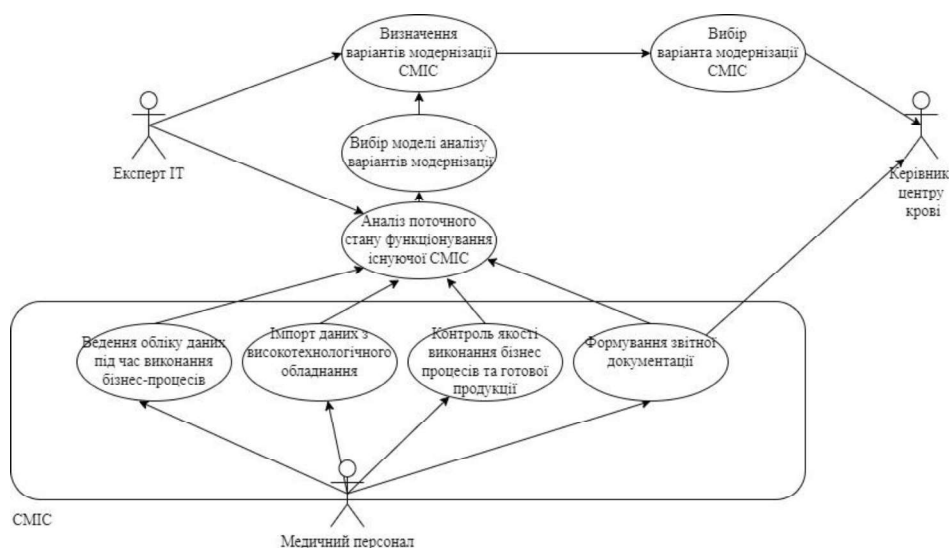 Визначення
варіантів модернізації
СМІС
Вибір
варіанта модернізації
СМІС
Експерт ІТ
Вибір моделі аналізу
варіантів модернізації
Керівник
центру
крові
Аналіз поточного
стану функціонування
існуючої СМІС
Ведення обліку даних
під час виконання
бізнес-процесів
Імпорт даних з
високотехнологічного
обладнання
Контроль якості
виконання бізнес
процесів та готової
продукції
Формування звітної
документації
СМІС
Медичний персонал